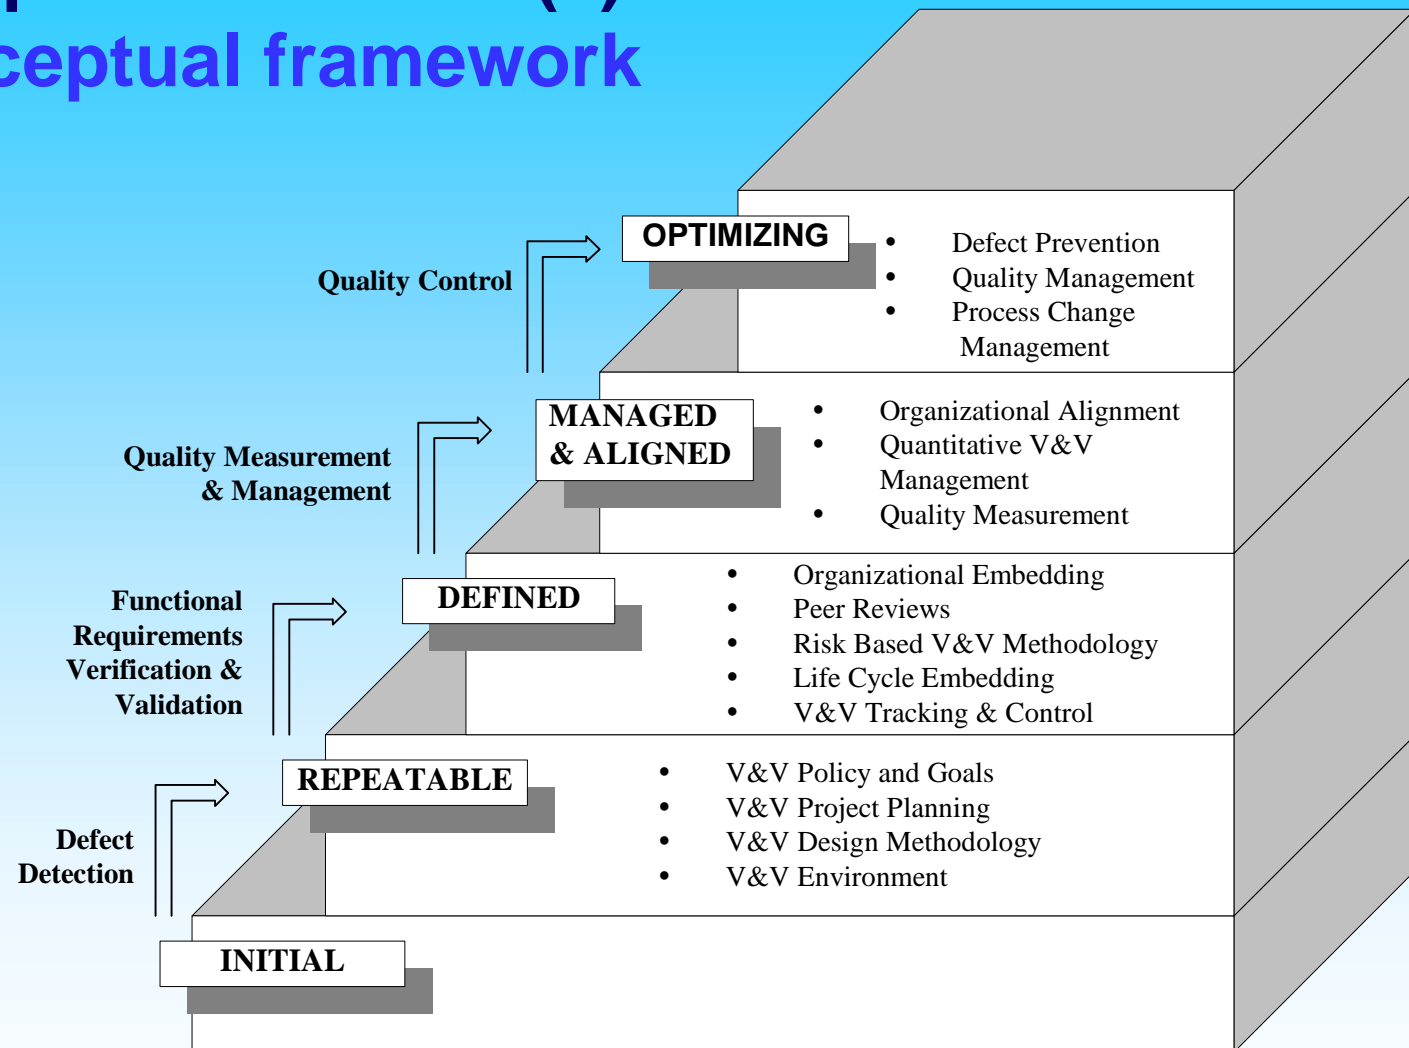 ceptual framework
OPTIMIZING
• Defect Prevention
• Quality Management
• Process Change
Management
Quality Control
MANAGED
& ALIGNED
• Organizational Alignment
• Quantitative V&V
Management
• Quality Measurement
Quality Measurement
& Management
DEFINED
• Organizational Embedding
• Peer Reviews
• Risk Based V&V Methodology
• Life Cycle Embedding
• V&V Tracking & Control
Functional
Requirements
Verification &
Validation
REPEATABLE
• V&V Policy and Goals
• V&V Project Planning
• V&V Design Methodology
• V&V Environment
Defect
Detection
INITIAL